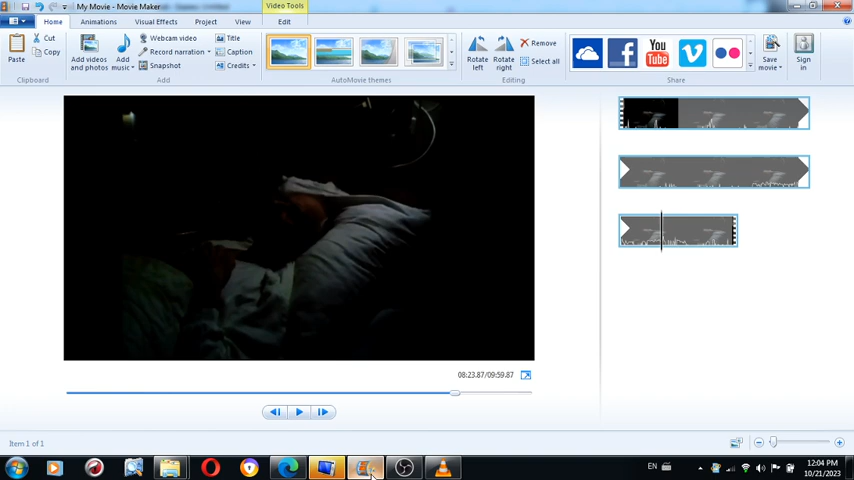 My Movie - Movie Maker
Video Tools
Home
Animations
Visual Effects
Project
View
Edit
Paste
Cut
Copy
Clipboard
Add videos
and photos
Add
music
Webcam video
Record narration
Snapshot
Add
Title
Caption
Credits
AutoMovie themes
Rotate
left
Rotate
right
Remove
Select all
Editing
You
Tube
Share
Save
movie
Sign
in
08:23.87/09:59.87
Item 1 of 1
EN
12:04 PM
10/21/2023